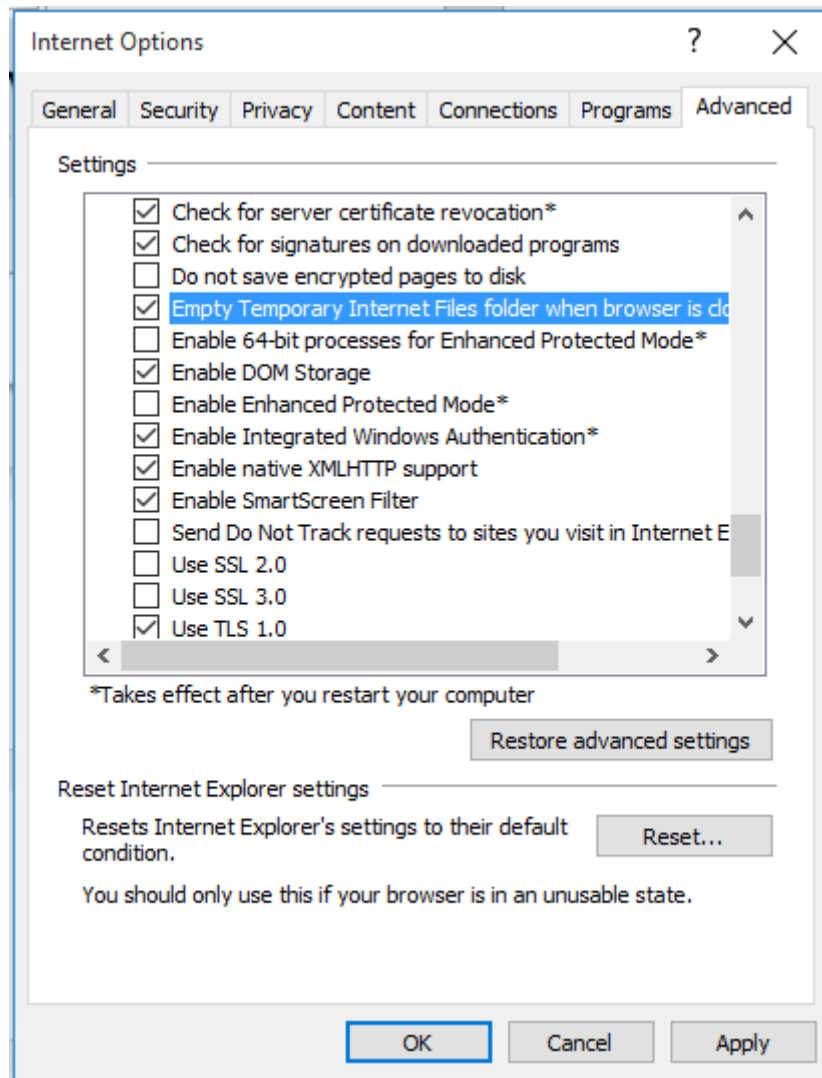 Internet Options
?
General Security Privacy Content Connections Programs Advanced
Settings
Check for server certificate revocation*
Check for signatures on downloaded programs
Do not save encrypted pages to disk
Empty Temporary Internet Files folder when browser is clo
Enable 64-bit processes for Enhanced Protected Mode*
Enable DOM Storage
Enable Enhanced Protected Mode*
Enable Integrated Windows Authentication*
Enable native XMLHTTP support
Enable SmartScreen Filter
Send Do Not Track requests to sites you visit in Internet E
Use SSL 2.0
Use SSL 3.0
Use TLS 1.0
*Takes effect after you restart your computer
Restore advanced settings
Reset Internet Explorer settings
Resets Internet Explorer's settings to their default
condition.
Reset...
You should only use this if your browser is in an unusable state.
OK Cancel Apply